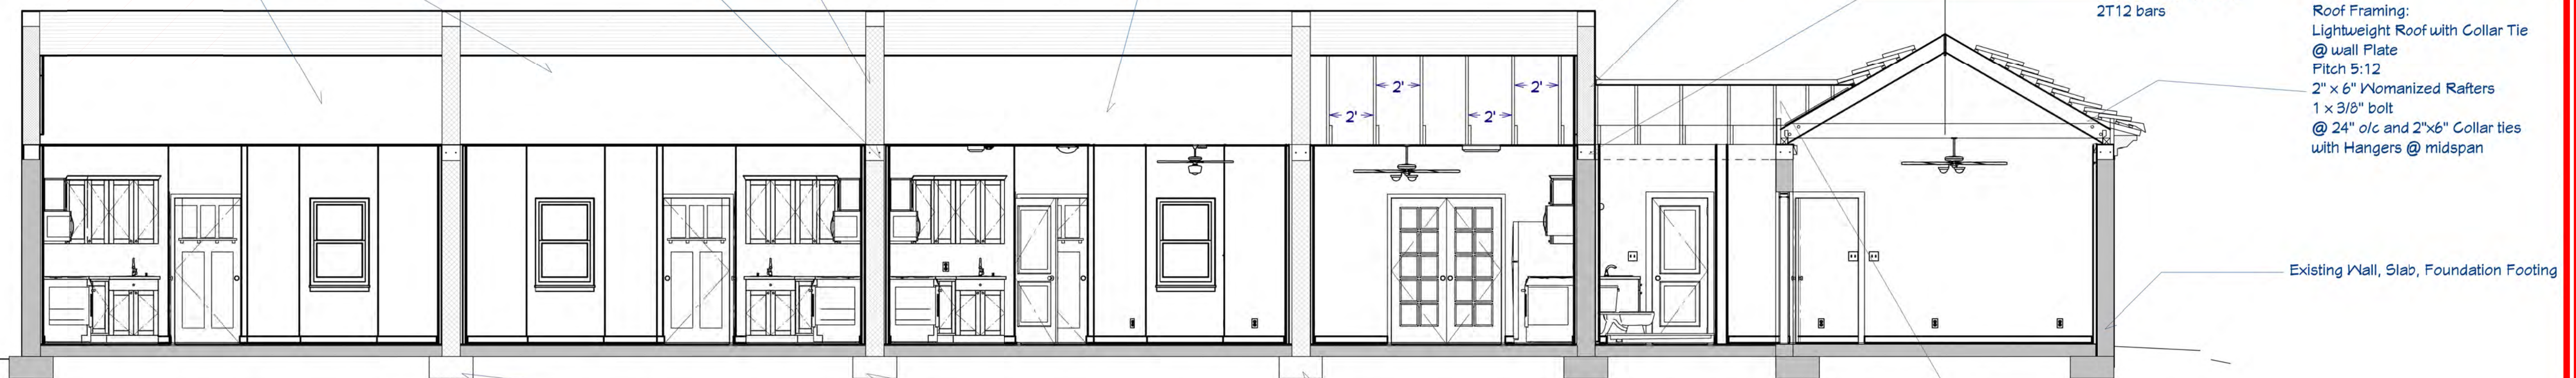 2T12 bars
Roof Framing:
Lightweight Roof with Collar Tie
@ wall Plate
Pitch 5:12
2" x 6" Womanized Rafters
1 x 3/8" bolt
@ 24" o/c and 2"x6" Collar ties
with Hangers @ midspan
2'
2'
2'
2'
Existing Wall, Slab, Foundation Footing